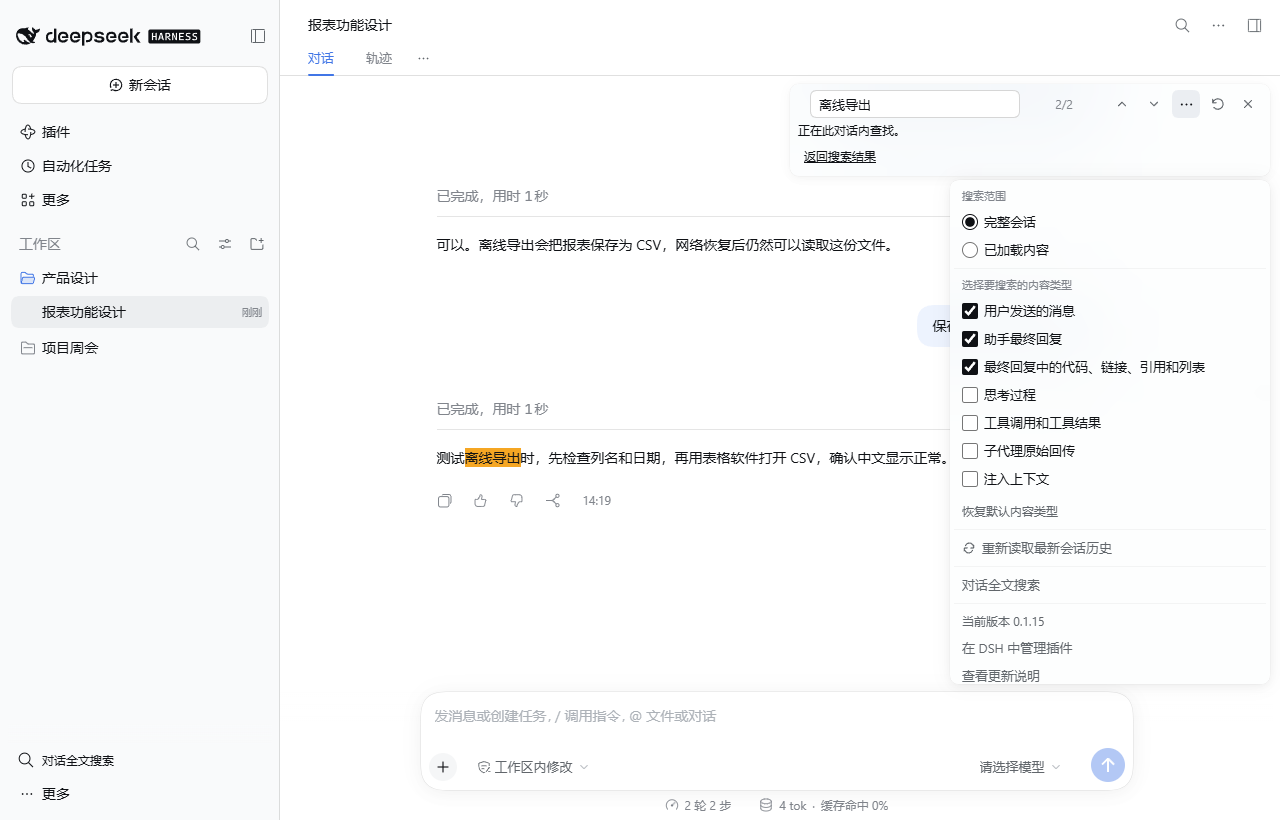 deepseek HARNESS
新会话
插件
自动化任务
更多
工作区
产品设计
报表功能设计 刚刚
项目周会
对话全文搜索
更多
报表功能设计
对话 轨迹
离线导出 2/2
正在此对话内查找。
返回搜索结果
已完成，用时 1 秒
可以。离线导出会把报表保存为 CSV，网络恢复后仍然可以读取这份文件。
保存
已完成，用时 1 秒
测试离线导出时，先检查列名和日期，再用表格软件打开 CSV，确认中文显示正常。
14:19
搜索范围
完整会话
已加载内容
选择要搜索的内容类型
用户发送的消息
助手最终回复
最终回复中的代码、链接、引用和列表
思考过程
工具调用和工具结果
子代理原始回传
注入上下文
恢复默认内容类型
重新读取最新会话历史
对话全文搜索
当前版本 0.1.15
在 DSH 中管理插件
查看更新说明
发消息或创建任务, / 调用指令, @ 文件或对话
工作区内修改 请选择模型
2 轮 2 步 4 tok · 缓存命中 0%